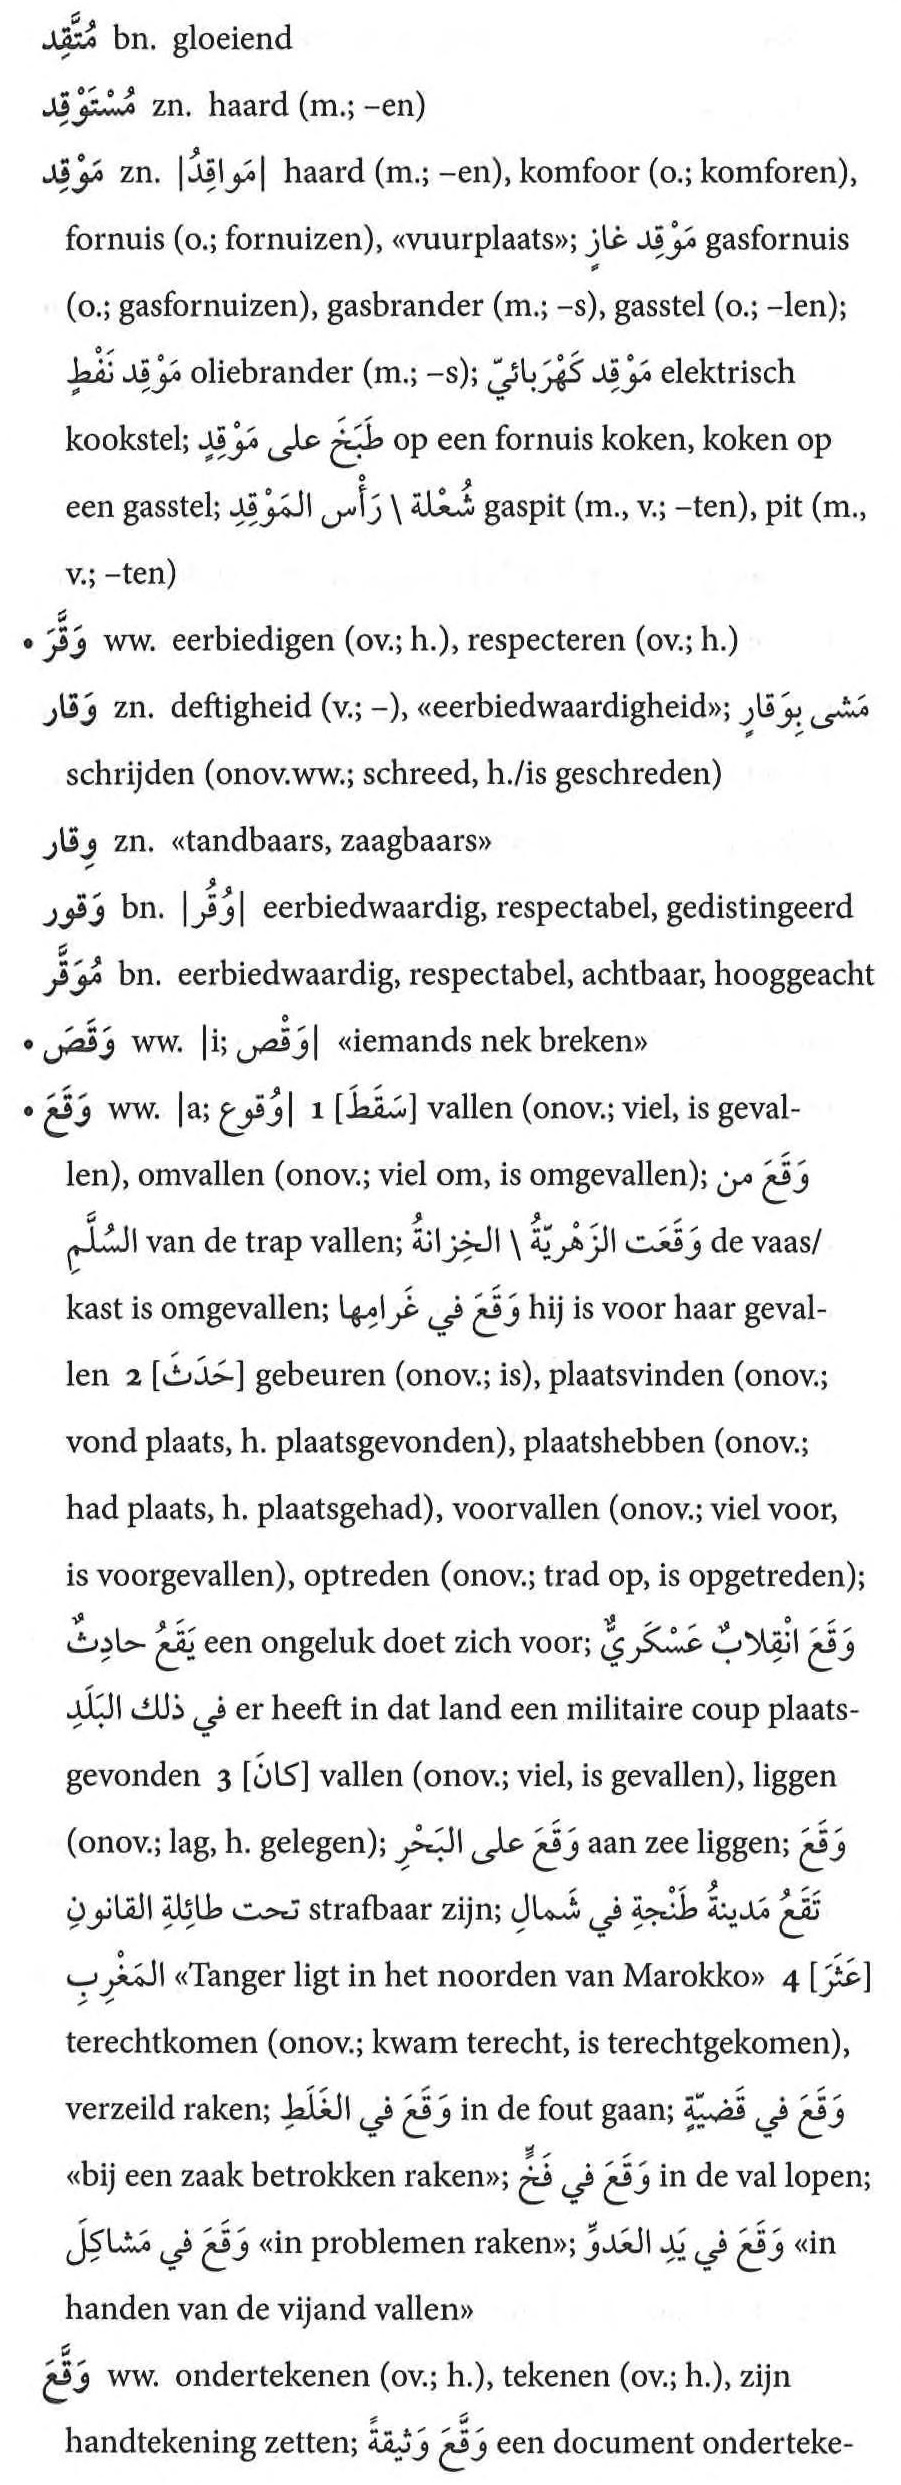 مُتَّقِد bn. gloeiend
مُسْتَوْقِد zn. haard (m.; –en)
مَوْقِد zn. |مَواقِدُ| haard (m.; –en), komfoor (o.; komforen),
fornuis (o.; fornuizen), «vuurplaats»; مَوْقِد غازٍ gasfornuis
(o.; gasfornuizen), gasbrander (m.; –s), gasstel (o.; –len);
مَوْقِد نَفْطٍ oliebrander (m.; –s); مَوْقِد كَهْرَبائيّ elektrisch
kookstel; طَبَخَ على مَوْقِدٍ op een fornuis koken, koken op
een gasstel; شُعْلة \ رَأْس المَوْقِدِ gaspit (m., v.; –ten), pit (m.,
v.; –ten)
• وَقَّرَ ww. eerbiedigen (ov.; h.), respecteren (ov.; h.)
وَقار zn. deftigheid (v.; –), «eerbiedwaardigheid»; مَشى بِوَقارٍ
schrijden (onov.ww.; schreed, h./is geschreden)
وِقار zn. «tandbaars, zaagbaars»
وَقور bn. |وُقُر| eerbiedwaardig, respectabel, gedistingeerd
مُوَقَّر bn. eerbiedwaardig, respectabel, achtbaar, hooggeacht
• وَقَصَ ww. |i; وَقْص| «iemands nek breken»
• وَقَعَ ww. |a; وُقوع| 1 [سَقَطَ] vallen (onov.; viel, is geval-
len), omvallen (onov.; viel om, is omgevallen); وَقَعَ من
السُلَّمِ van de trap vallen; وَقَعَت الزَهْريّةُ \ الخِزانةُ de vaas/
kast is omgevallen; وَقَعَ في غَرامِها hij is voor haar geval-
len 2 [حَدَثَ] gebeuren (onov.; is), plaatsvinden (onov.;
vond plaats, h. plaatsgevonden), plaatshebben (onov.;
had plaats, h. plaatsgehad), voorvallen (onov.; viel voor,
is voorgevallen), optreden (onov.; trad op, is opgetreden);
يَقَعُ حادِثٌ een ongeluk doet zich voor; وَقَعَ انْقِلابٌ عَسْكَريٌّ
في ذلك البَلَدِ er heeft in dat land een militaire coup plaats-
gevonden 3 [كانَ] vallen (onov.; viel, is gevallen), liggen
(onov.; lag, h. gelegen); وَقَعَ على البَحْرِ aan zee liggen; وَقَعَ
تحت طائِلةِ القانونِ strafbaar zijn; تَقَعُ مَدينةُ طَنْجةِ في شَمالِ
المَغْرِبِ «Tanger ligt in het noorden van Marokko» 4 [عَثَرَ]
terechtkomen (onov.; kwam terecht, is terechtgekomen),
verzeild raken; وَقَعَ في الغَلَطِ in de fout gaan; وَقَعَ في قَضيّةٍ
«bij een zaak betrokken raken»; وَقَعَ في فَخٍّ in de val lopen;
وَقَعَ في مَشاكِلَ «in problemen raken»; وَقَعَ في يَدِ العَدوِّ «in
handen van de vijand vallen»
وَقَّعَ ww. ondertekenen (ov.; h.), tekenen (ov.; h.), zijn
handtekening zetten; وَقَّعَ وَثيقةً een document onderteke-